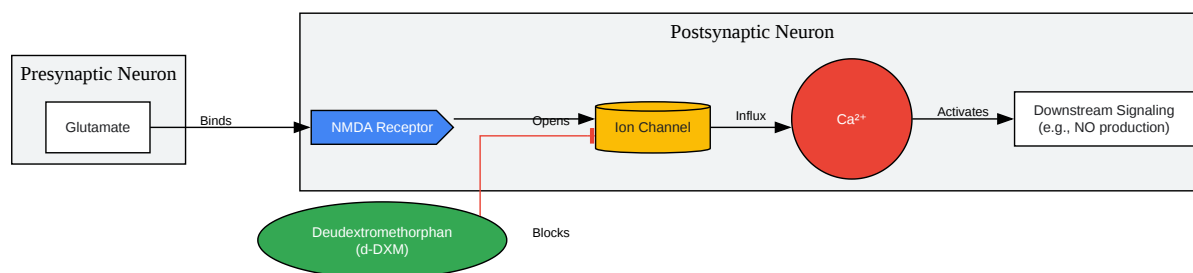 Postsynaptic Neuron
Presynaptic Neuron
Glutamate
Binds
NMDA Receptor
Opens
Ion Channel
Influx
Ca²⁺
Activates
Downstream Signaling
(e.g., NO production)
Deudextromethorphan
(d-DXM)
Blocks